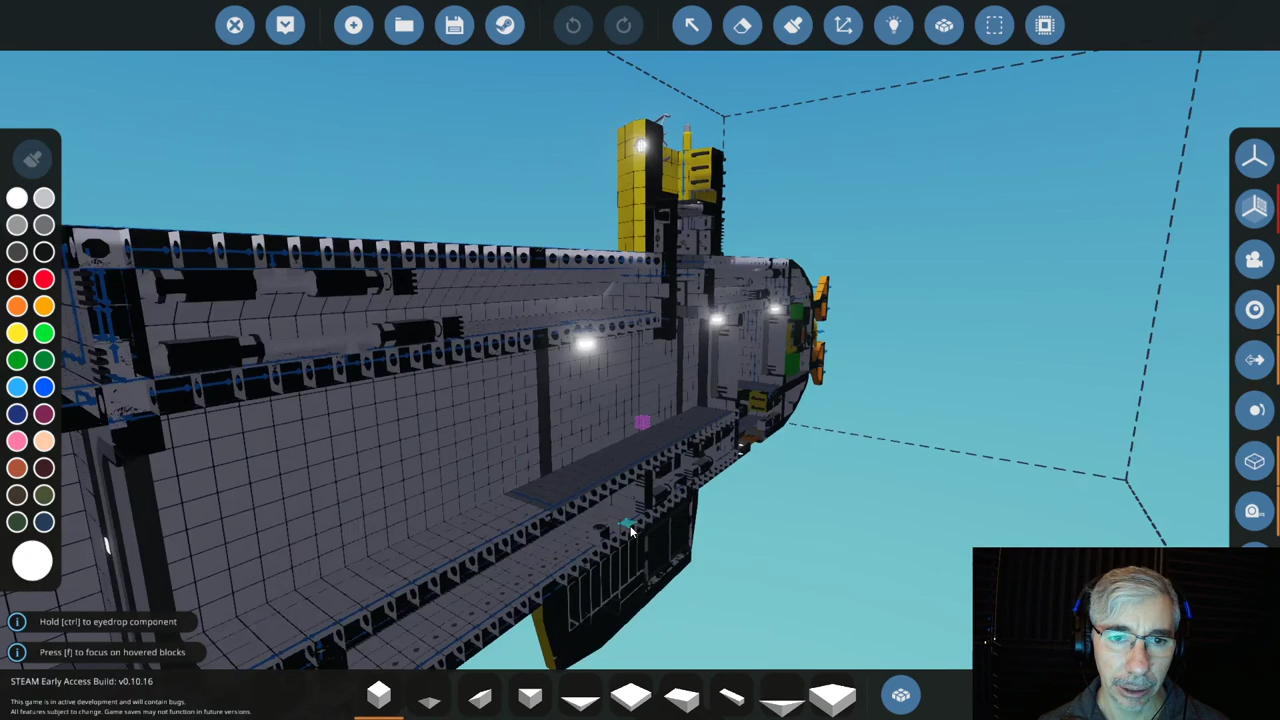 Hold [ctrl] to eyedrop component
Press [f] to focus on hovered blocks
STEAM Early Access Build: v0.10.16
This game is in active development and will contain bugs.
All features subject to change. Game saves may not function in future versions.